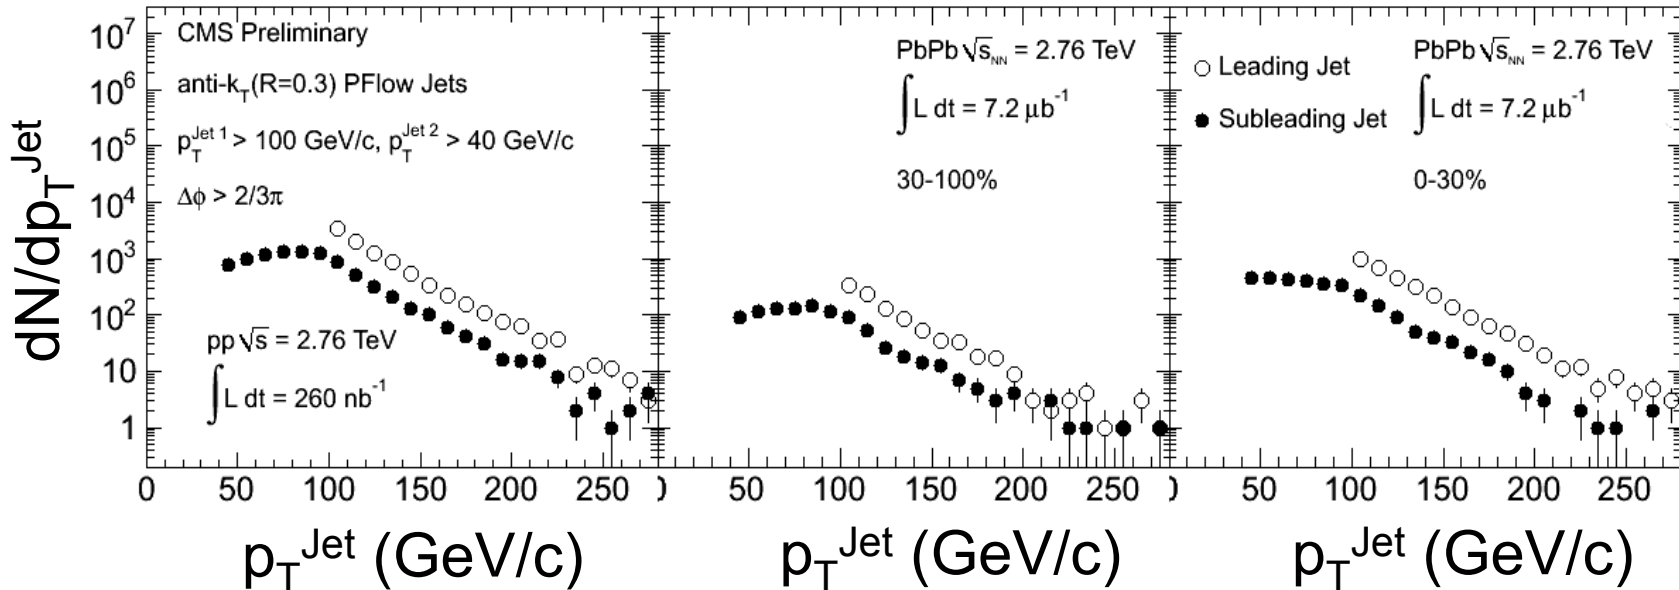 dN/dp_T^Jet
10^7
10^6
10^5
10^4
10^3
10^2
10
1
CMS Preliminary
anti-k_T(R=0.3) PFlow Jets
p_T^Jet 1 > 100 GeV/c, p_T^Jet 2 > 40 GeV/c
Δϕ > 2/3π
pp √s = 2.76 TeV
∫L dt = 260 nb^-1
0 50 100 150 200 250
p_T^Jet (GeV/c)
PbPb √s_NN = 2.76 TeV
∫L dt = 7.2 μb^-1
30-100%
50 100 150 200 250
p_T^Jet (GeV/c)
Leading Jet
Subleading Jet
PbPb √s_NN = 2.76 TeV
∫L dt = 7.2 μb^-1
0-30%
50 100 150 200 250
p_T^Jet (GeV/c)